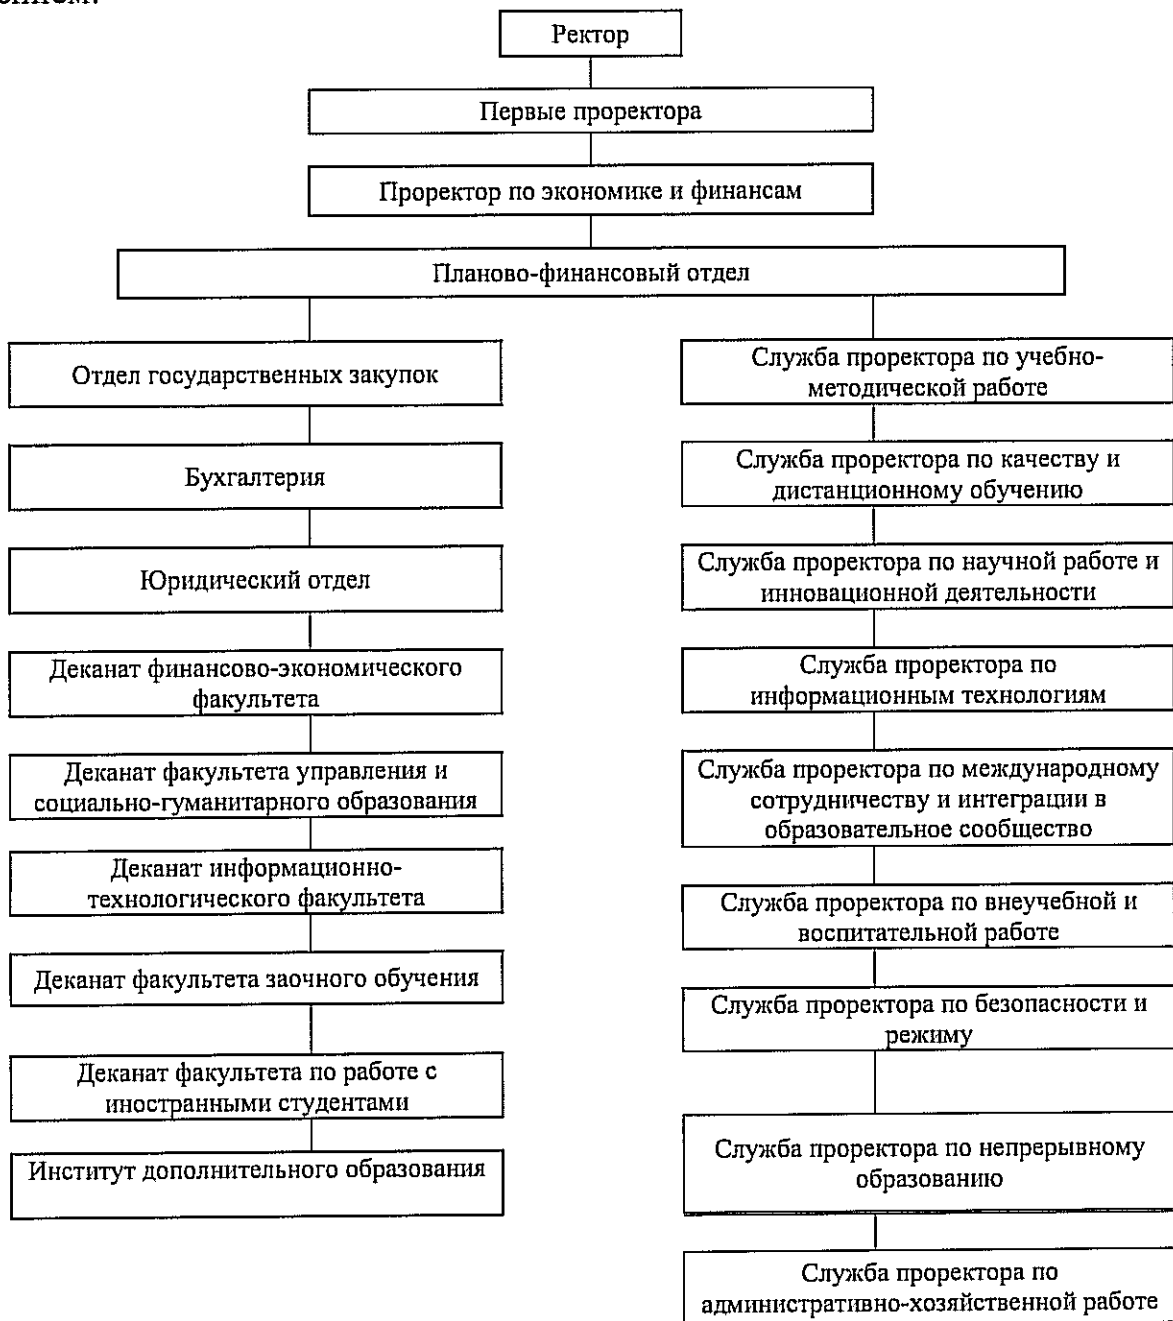 Ректор
Первые проректора
Проректор по экономике и финансам
Планово-финансовый отдел
Отдел государственных закупок
Бухгалтерия
Юридический отдел
Деканат финансово-экономического
факультета
Деканат факультета управления и
социально-гуманитарного образования
Деканат информационно-
технологического факультета
Деканат факультета заочного обучения
Деканат факультета по работе с
иностранными студентами
Институт дополнительного образования
Служба проректора по учебно-
методической работе
Служба проректора по качеству и
дистанционному обучению
Служба проректора по научной работе и
инновационной деятельности
Служба проректора по
информационным технологиям
Служба проректора по международному
сотрудничеству и интеграции в
образовательное сообщество
Служба проректора по внеучебной и
воспитательной работе
Служба проректора по безопасности и
режиму
Служба проректора по непрерывному
образованию
Служба проректора по
административно-хозяйственной работе